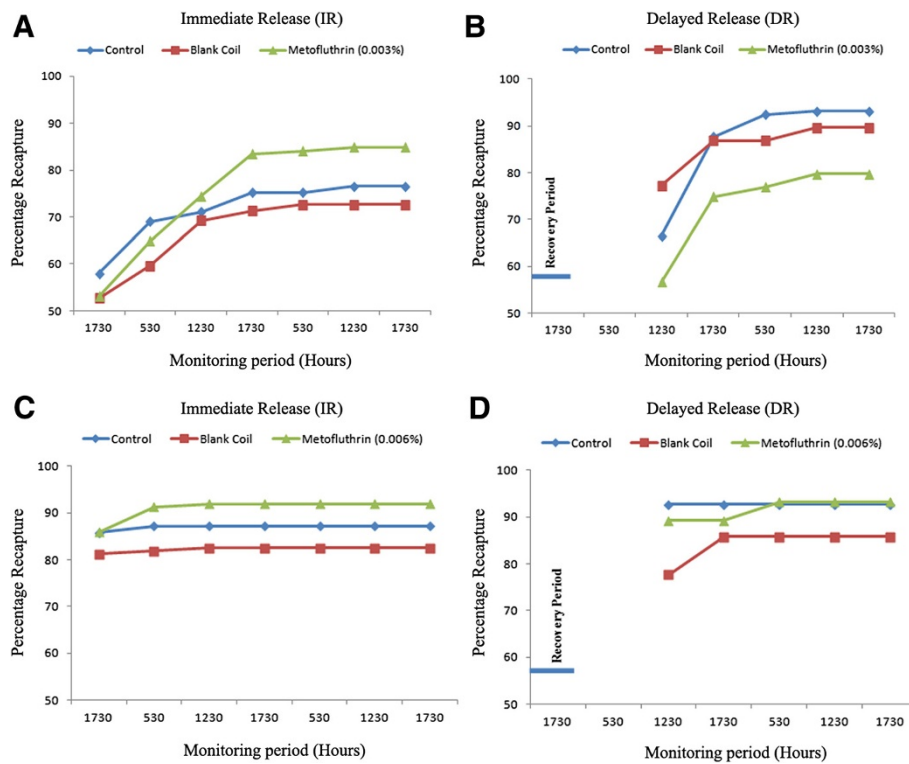 A
Immediate Release (IR)
Control Blank Coil Metofluthrin (0.003%)
100
90
80
70
60
50
Percentage Recapture
1730 530 1230 1730 530 1230 1730
Monitoring period (Hours)
B
Delayed Release (DR)
Control Blank Coil Metofluthrin (0.003%)
100
90
80
70
60
50
Percentage Recapture
Recovery Period
1730 530 1230 1730 530 1230 1730
Monitoring period (Hours)
C
Immediate Release (IR)
Control Blank Coil Metofluthrin (0.006%)
100
90
80
70
60
50
Percentage Recapture
1730 530 1230 1730 530 1230 1730
Monitoring period (Hours)
D
Delayed Release (DR)
Control Blank Coil Metofluthrin (0.006%)
100
90
80
70
60
50
Percentage Recapture
Recovery Period
1730 530 1230 1730 530 1230 1730
Monitoring period (Hours)